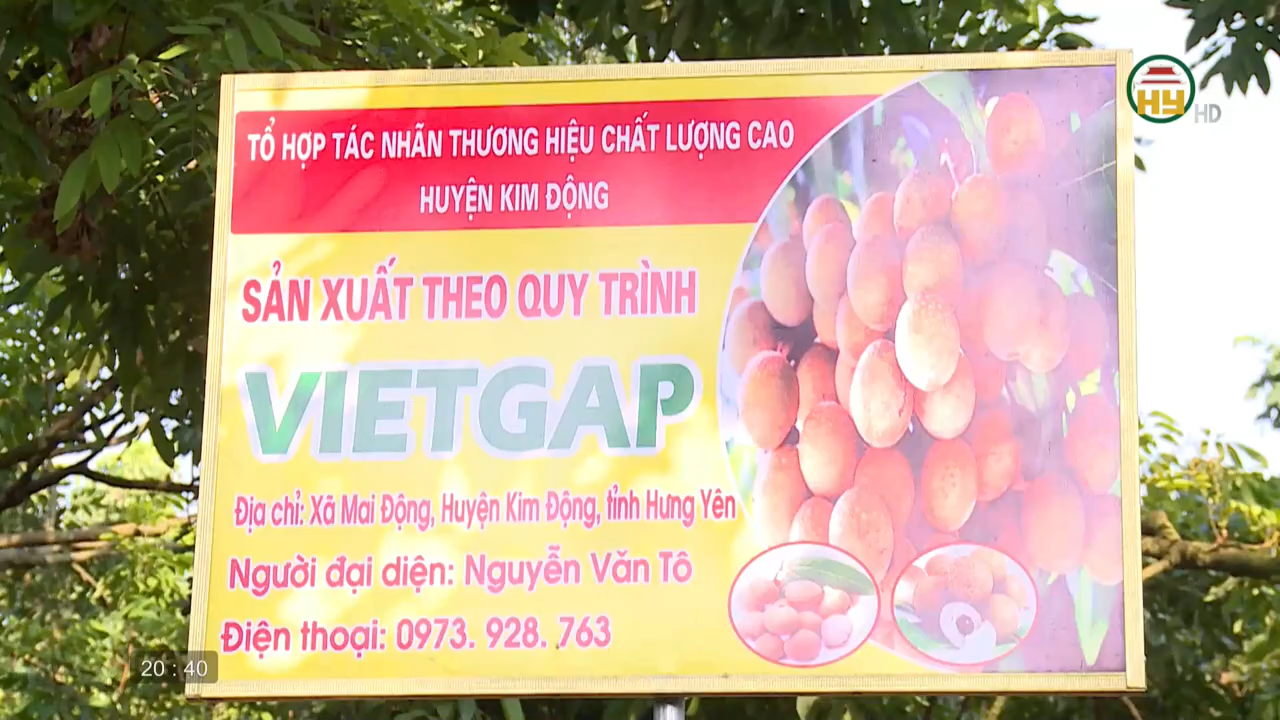 TỔ HỢP TÁC NHÃN THƯƠNG HIỆU CHẤT LƯỢNG CAO
HUYỆN KIM ĐỘNG
SẢN XUẤT THEO QUY TRÌNH
VIETGAP
Địa chỉ: Xã Mai Động, Huyện Kim Động, tỉnh Hưng Yên
Người đại diện: Nguyễn Văn Tô
Điện thoại: 0973. 928. 763
HY HD
20 : 40